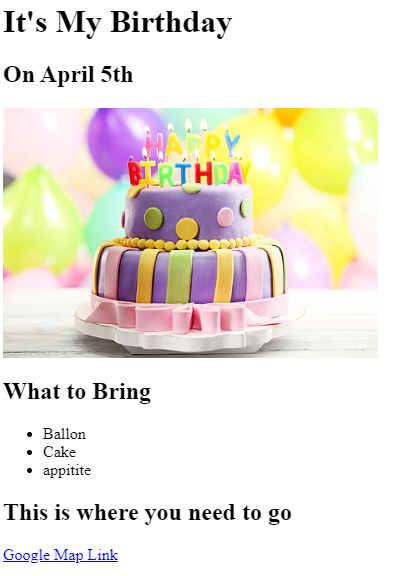 It's My Birthday
On April 5th
HAPPY
BIRTHDAY
What to Bring
Ballon
Cake
appitite
This is where you need to go
Google Map Link